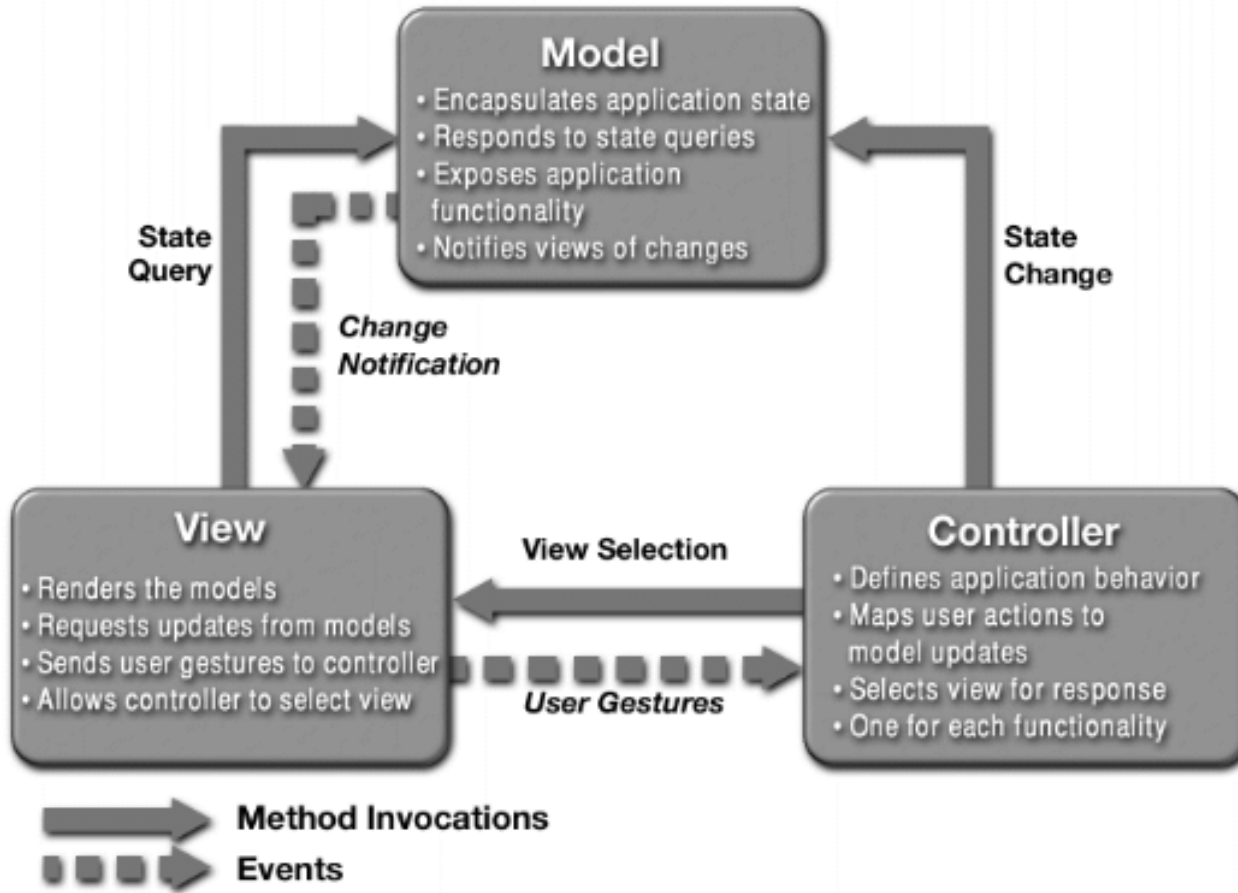 Model
• Encapsulates application state
• Responds to state queries
• Exposes application
functionality
• Notifies views of changes
State
Query
Change
Notification
State
Change
View
• Renders the models
• Requests updates from models
• Sends user gestures to controller
• Allows controller to select view
View Selection
User Gestures
Controller
• Defines application behavior
• Maps user actions to
model updates
• Selects view for response
• One for each functionality
Method Invocations
Events